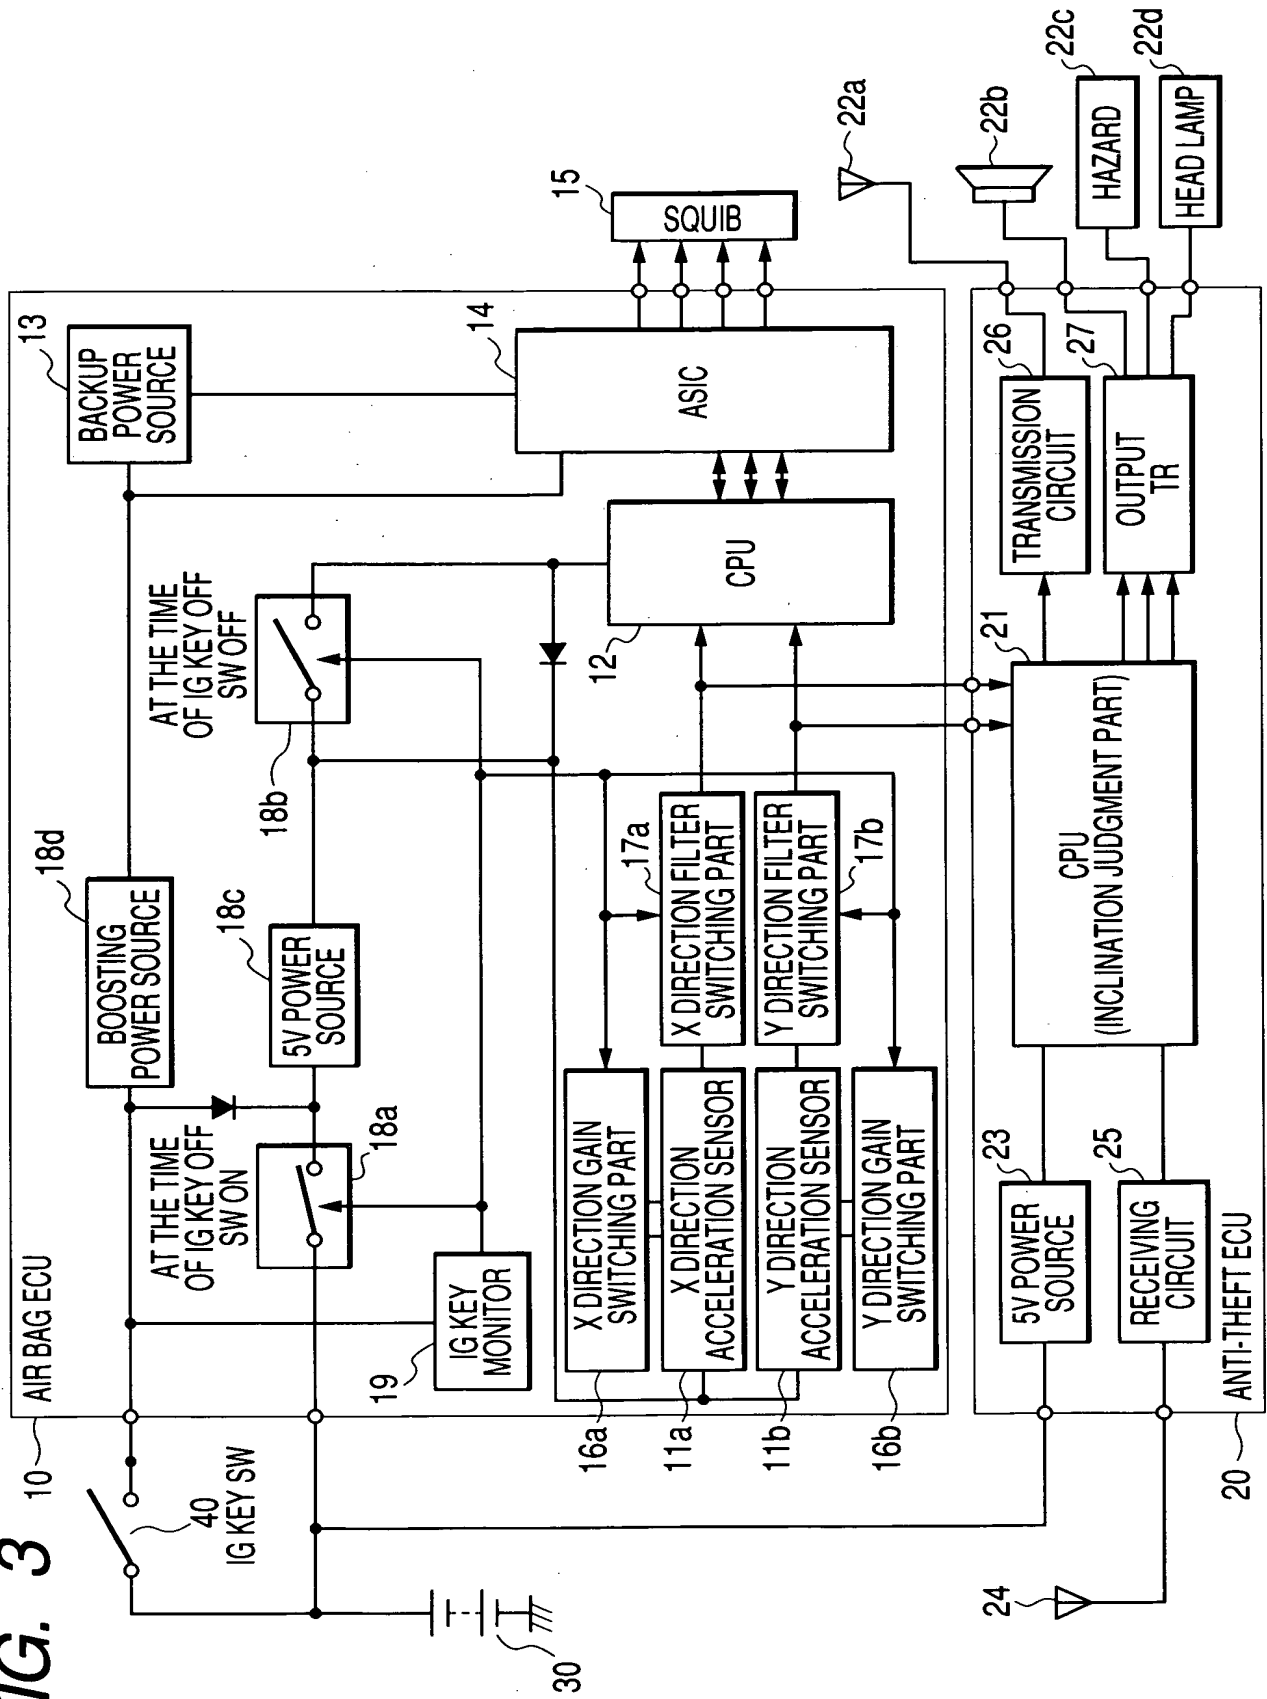 FIG. 3
10
AIR BAG ECU
40
IG KEY SW
30
AT THE TIME
OF IG KEY OFF
SW ON
18a
BOOSTING
POWER SOURCE
18d
5V POWER
SOURCE
18c
AT THE TIME
OF IG KEY OFF
SW OFF
18b
BACKUP
POWER
SOURCE
13
IG KEY
MONITOR
19
X DIRECTION GAIN
SWITCHING PART
16a
X DIRECTION
ACCELERATION SENSOR
11a
Y DIRECTION
ACCELERATION SENSOR
11b
Y DIRECTION GAIN
SWITCHING PART
16b
X DIRECTION FILTER
SWITCHING PART
17a
Y DIRECTION FILTER
SWITCHING PART
17b
CPU
12
ASIC
14
SQUIB
15
20
ANTI-THEFT ECU
24
5V POWER
SOURCE
23
RECEIVING
CIRCUIT
25
CPU
(INCLINATION JUDGMENT PART)
21
TRANSMISSION
CIRCUIT
26
OUTPUT
TR
27
22a
22b
HAZARD
22c
HEAD LAMP
22d